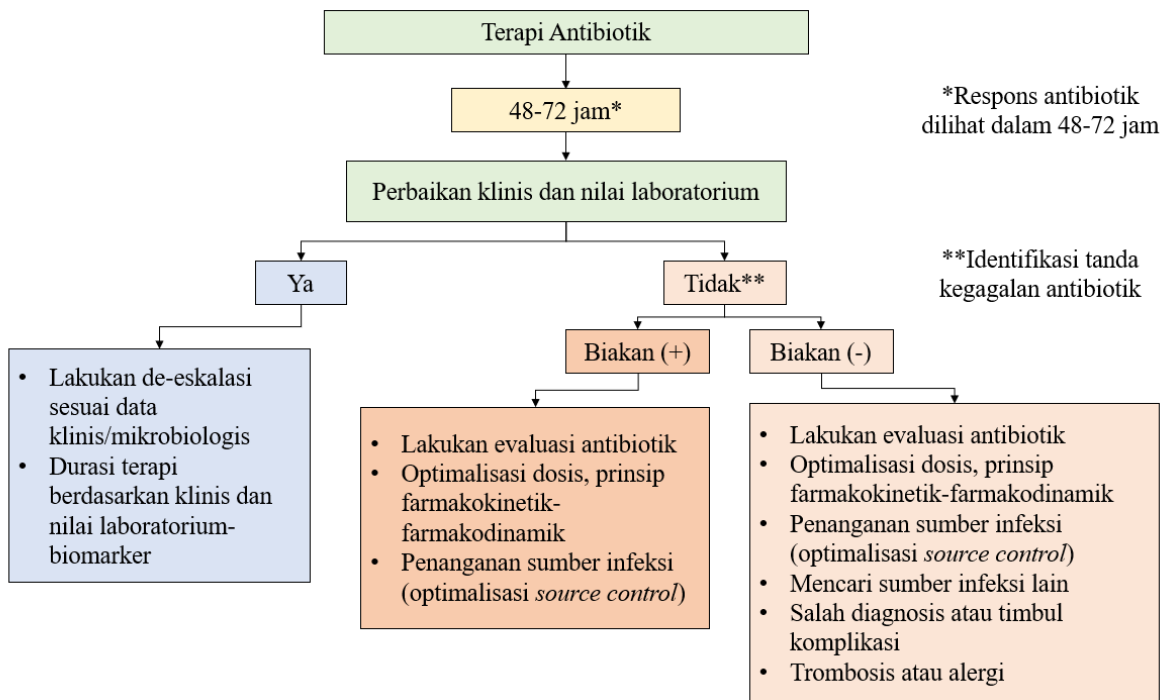 Terapi Antibiotik
48-72 jam*
*Respons antibiotik
dilihat dalam 48-72 jam
Perbaikan klinis dan nilai laboratorium
**Identifikasi tanda
kegagalan antibiotik
Ya
Tidak**
Biakan (+)
Biakan (-)
• Lakukan de-eskalasi
sesuai data
klinis/mikrobiologis
• Durasi terapi
berdasarkan klinis dan
nilai laboratorium-
biomarker
• Lakukan evaluasi antibiotik
• Optimalisasi dosis, prinsip
farmakokinetik-
farmakodinamik
• Penanganan sumber infeksi
(optimalisasi source control)
• Lakukan evaluasi antibiotik
• Optimalisasi dosis, prinsip
farmakokinetik-farmakodinamik
• Penanganan sumber infeksi
(optimalisasi source control)
• Mencari sumber infeksi lain
• Salah diagnosis atau timbul
komplikasi
• Trombosis atau alergi